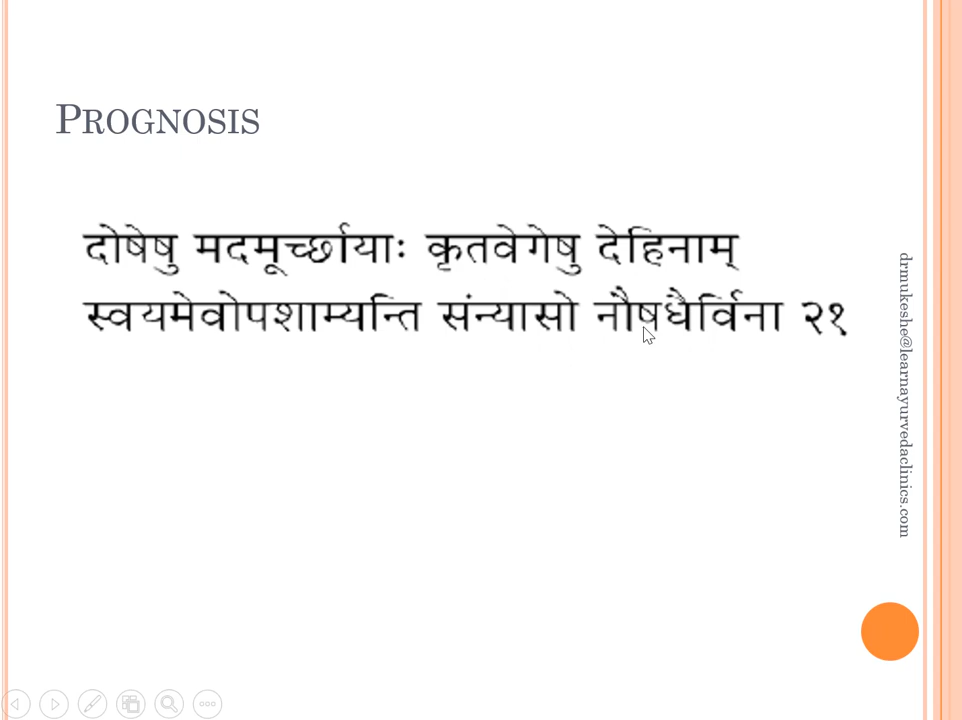 PROGNOSIS
दोषेषु मदमूर्च्छायाः कृतवेगेषु देहिनाम्
स्वयमेवोपशाम्यन्ति संन्यासो नौषधैर्विना २१
drmukeshe@learnayurvedaclinics.com